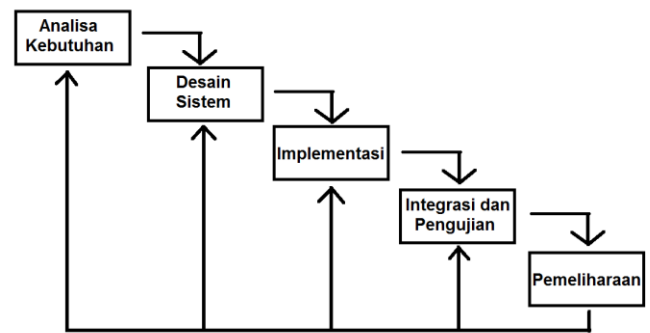 Analisa
Kebutuhan
Desain
Sistem
Implementasi
Integrasi dan
Pengujian
Pemeliharaan